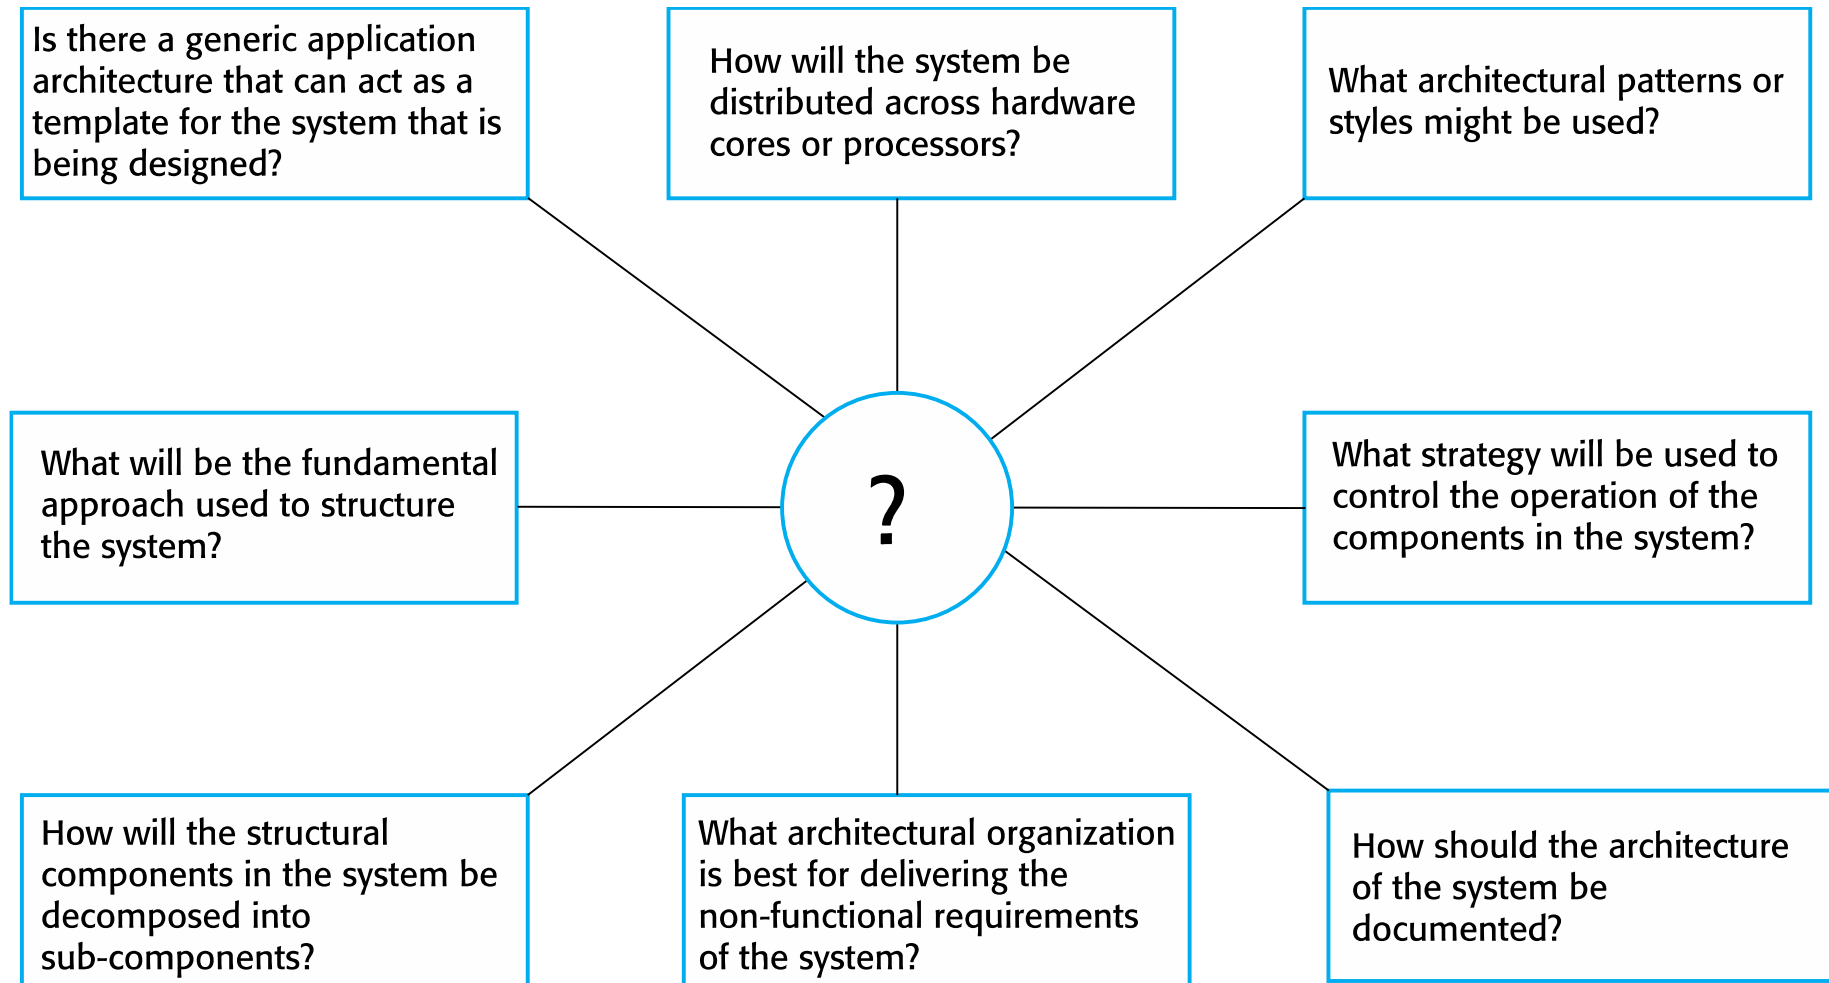 Is there a generic application
architecture that can act as a
template for the system that is
being designed?
How will the system be
distributed across hardware
cores or processors?
What architectural patterns or
styles might be used?
What will be the fundamental
approach used to structure
the system?
?
What strategy will be used to
control the operation of the
components in the system?
How will the structural
components in the system be
decomposed into
sub-components?
What architectural organization
is best for delivering the
non-functional requirements
of the system?
How should the architecture
of the system be
documented?